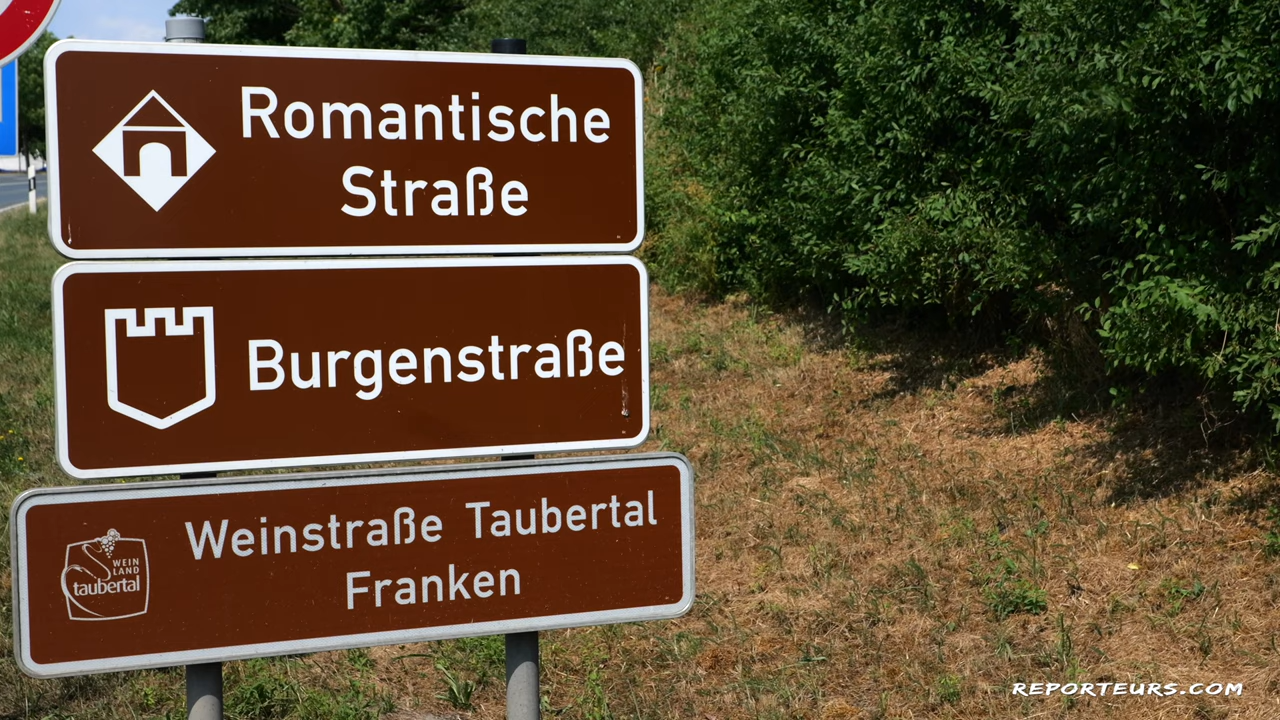 Romantische
Straße
Burgenstraße
Weinstraße Taubertal
Franken
WEIN
LAND
taubertal
REPORTEURS.COM